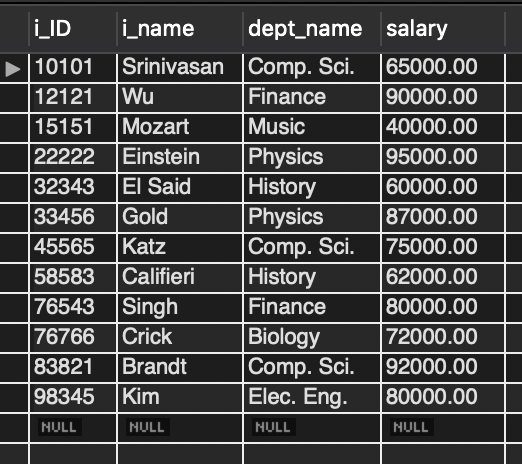 i_ID i_name dept_name salary
10101 Srinivasan Comp. Sci. 65000.00
12121 Wu Finance 90000.00
15151 Mozart Music 40000.00
22222 Einstein Physics 95000.00
32343 El Said History 60000.00
33456 Gold Physics 87000.00
45565 Katz Comp. Sci. 75000.00
58583 Califieri History 62000.00
76543 Singh Finance 80000.00
76766 Crick Biology 72000.00
83821 Brandt Comp. Sci. 92000.00
98345 Kim Elec. Eng. 80000.00
NULL NULL NULL NULL